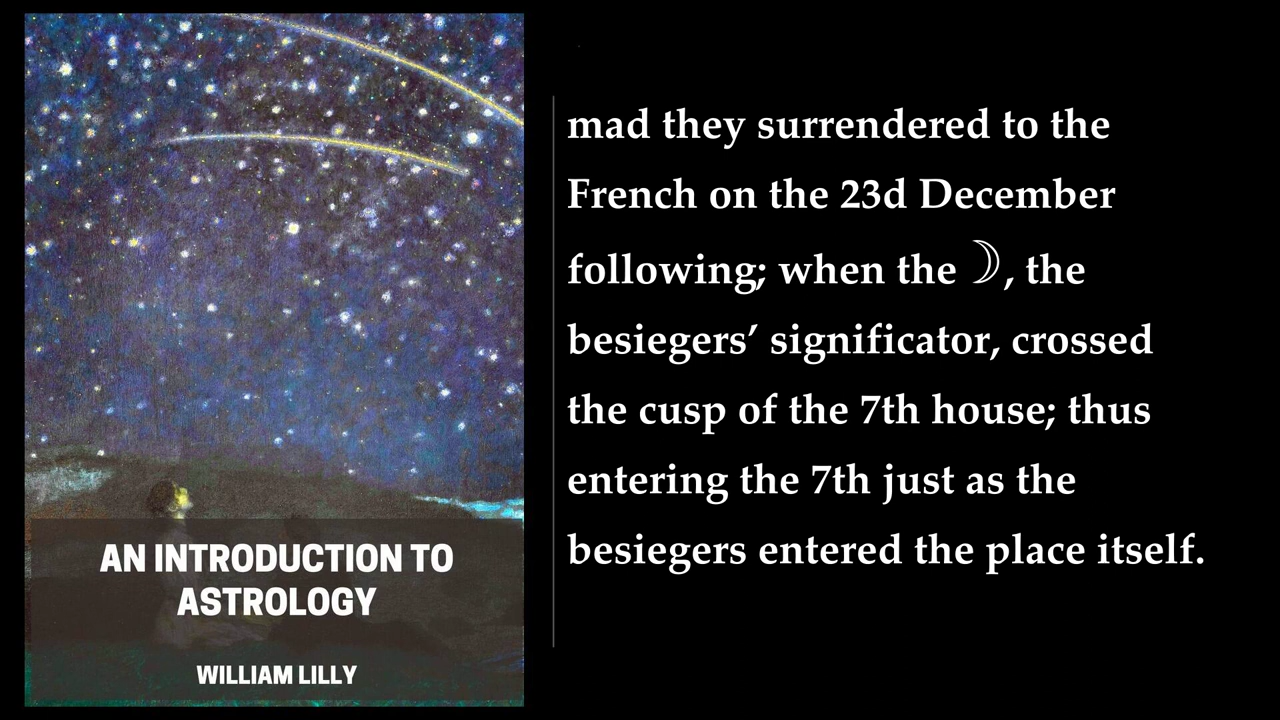 AN INTRODUCTION TO
ASTROLOGY
WILLIAM LILLY
mad they surrendered to the
French on the 23d December
following; when the ☽, the
besiegers’ significator, crossed
the cusp of the 7th house; thus
entering the 7th just as the
besiegers entered the place itself.